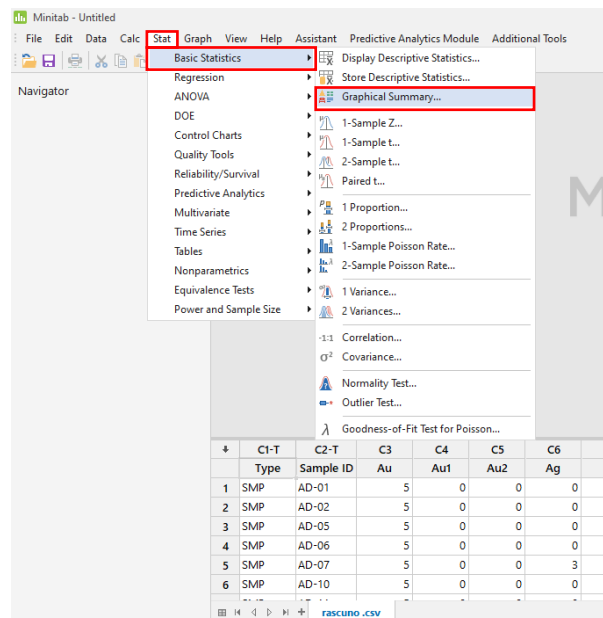 Minitab - Untitled
File Edit Data Calc Stat Graph View Help Assistant Predictive Analytics Module Additional Tools
Navigator
Basic Statistics
Regression
ANOVA
DOE
Control Charts
Quality Tools
Reliability/Survival
Predictive Analytics
Multivariate
Time Series
Tables
Nonparametrics
Equivalence Tests
Power and Sample Size
Display Descriptive Statistics...
Store Descriptive Statistics...
Graphical Summary...
1-Sample Z...
1-Sample t...
2-Sample t...
Paired t...
1 Proportion...
2 Proportions...
1-Sample Poisson Rate...
2-Sample Poisson Rate...
1 Variance...
2 Variances...
-1:1 Correlation...
σ² Covariance...
Normality Test...
Outlier Test...
λ Goodness-of-Fit Test for Poisson...
M
C1-T C2-T C3 C4 C5 C6
Type Sample ID Au Au1 Au2 Ag
1 SMP AD-01 5 0 0 0
2 SMP AD-02 5 0 0 0
3 SMP AD-05 5 0 0 0
4 SMP AD-06 5 0 0 0
5 SMP AD-07 5 0 0 3
6 SMP AD-10 5 0 0 0
rascuno .csv